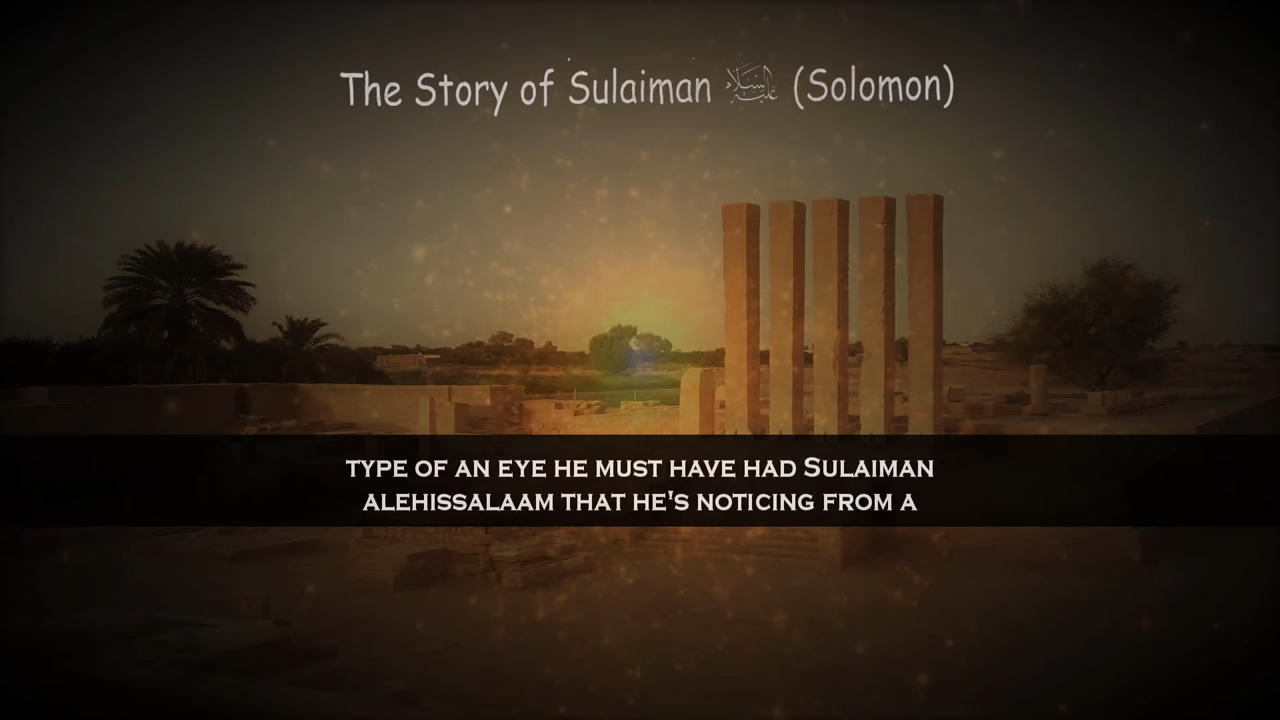 The Story of Sulaiman عليه السلام (Solomon)
TYPE OF AN EYE HE MUST HAVE HAD SULAIMAN
ALEHISSALAAM THAT HE'S NOTICING FROM A